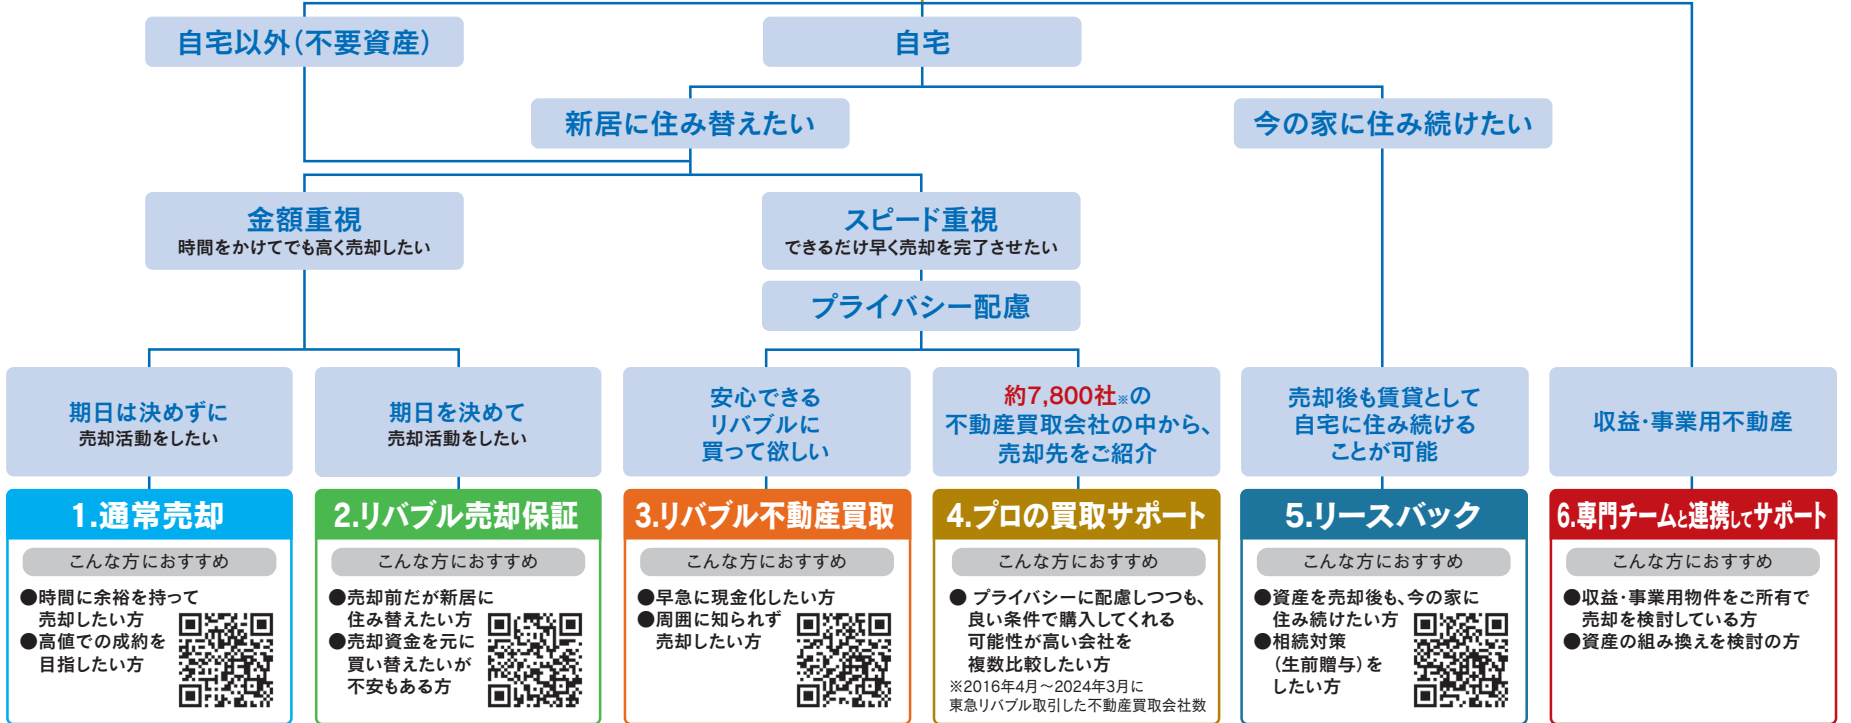 自宅以外(不要資産)
自宅
新居に住み替えたい
今の家に住み続けたい
金額重視
時間をかけてでも高く売却したい
スピード重視
できるだけ早く売却を完了させたい
プライバシー配慮
期日は決めずに
売却活動をしたい
期日を決めて
売却活動をしたい
安心できる
リバブルに
買って欲しい
約7,800社※の
不動産買取会社の中から、
売却先をご紹介
売却後も賃貸として
自宅に住み続ける
ことが可能
収益・事業用不動産
1.通常売却
こんな方におすすめ
●時間に余裕を持って
売却したい方
●高値での成約を
目指したい方
2.リバブル売却保証
こんな方におすすめ
●売却前だが新居に
住み替えたい方
●売却資金を元に
買い替えたいが
不安もある方
3.リバブル不動産買取
こんな方におすすめ
●早急に現金化したい方
●周囲に知られず
売却したい方
4.プロの買取サポート
こんな方におすすめ
● プライバシーに配慮しつつも、
良い条件で購入してくれる
可能性が高い会社を
複数比較したい方
※2016年4月～2024年3月に
東急リバブル取引した不動産買取会社数
5.リースバック
こんな方におすすめ
●資産を売却後も、今の家に
住み続けたい方
●相続対策
(生前贈与)を
したい方
6.専門チームと連携してサポート
こんな方におすすめ
●収益・事業用物件をご所有で
売却を検討している方
●資産の組み換えを検討の方